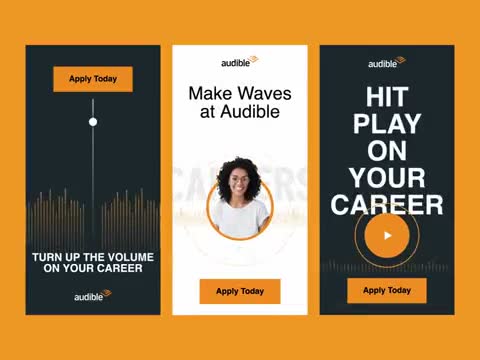 Apply Today
TURN UP THE VOLUME
ON YOUR CAREER
audible
audible
Make Waves
at Audible
CAREERS
Apply Today
audible
HIT
PLAY
ON
YOUR
CAREER
Apply Today